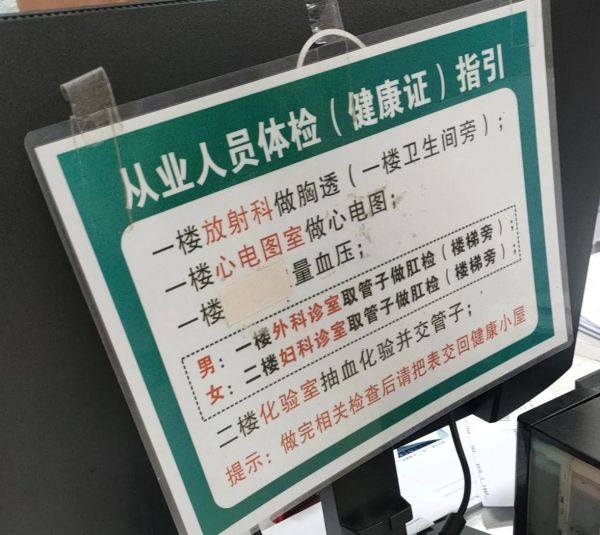 从业人员体检（健康证）指引
一楼放射科做胸透（一楼卫生间旁）；
一楼心电图室做心电图；
一楼 量血压；
男：一楼外科诊室取管子做肛检（楼梯旁）；
女：二楼妇科诊室取管子做肛检（楼梯旁）；
二楼化验室抽血化验并交管子；
提示：做完相关检查后请把表交回健康小屋